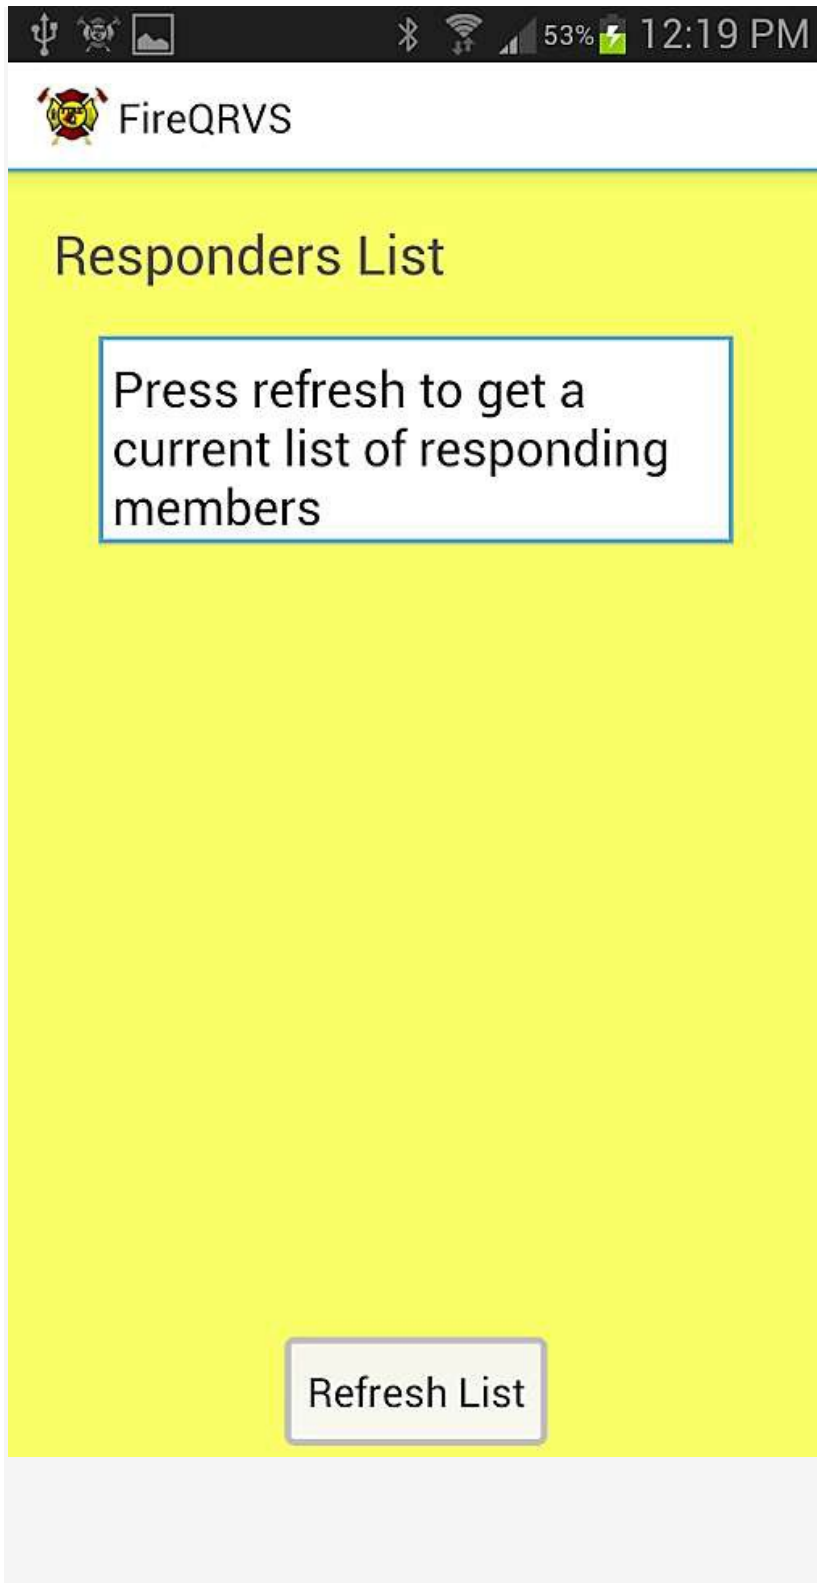 53% 12:19 PM
FireQRVS
Responders List
Press refresh to get a
current list of responding
members
Refresh List